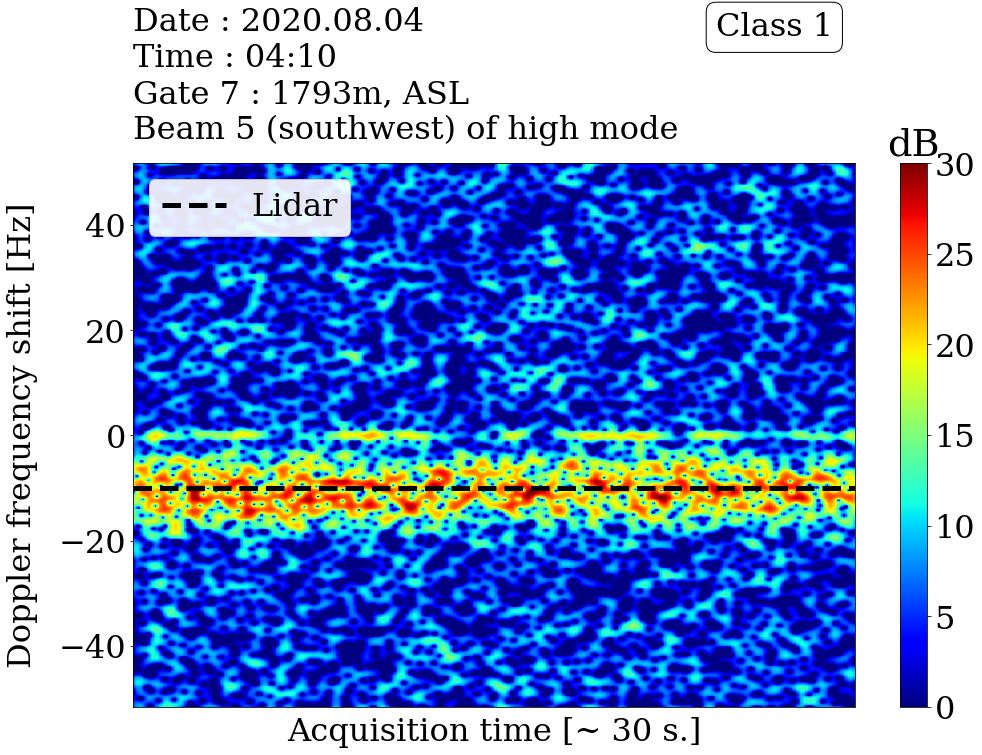 Date : 2020.08.04
Time : 04:10
Gate 7 : 1793m, ASL
Beam 5 (southwest) of high mode
Class 1
dB
Lidar
Doppler frequency shift [Hz]
40
20
0
−20
−40
Acquisition time [~ 30 s.]
30
25
20
15
10
5
0